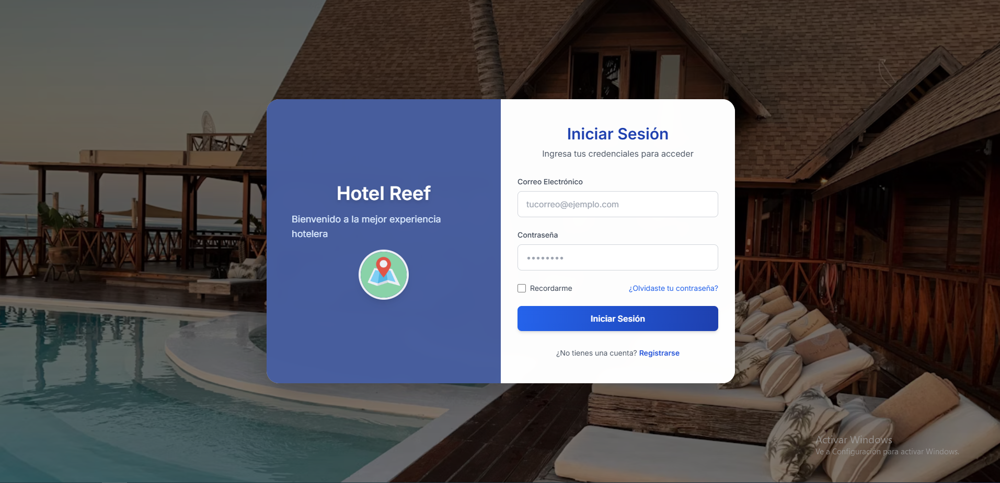 Hotel Reef
Bienvenido a la mejor experiencia
hotelera
Iniciar Sesión
Ingresa tus credenciales para acceder
Correo Electrónico
tucorreo@ejemplo.com
Contraseña
••••••••
Recordarme
¿Olvidaste tu contraseña?
Iniciar Sesión
¿No tienes una cuenta? Registrarse
Activar Windows
Ve a Configuración para activar Windows.